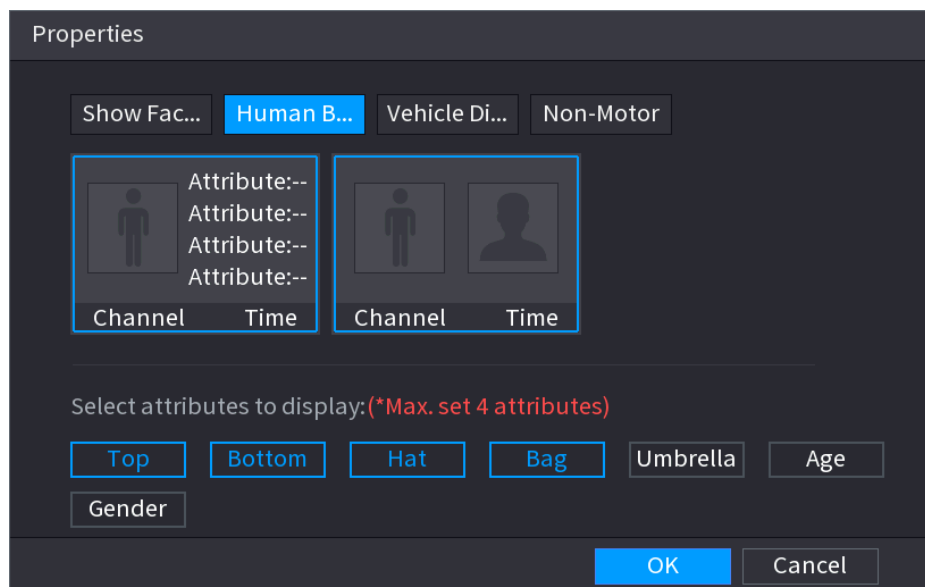 Properties
Show Fac... Human B... Vehicle Di... Non-Motor
Attribute:--
Attribute:--
Attribute:--
Attribute:--
Channel Time Channel Time
Select attributes to display:(*Max. set 4 attributes)
Top Bottom Hat Bag Umbrella Age
Gender
OK Cancel